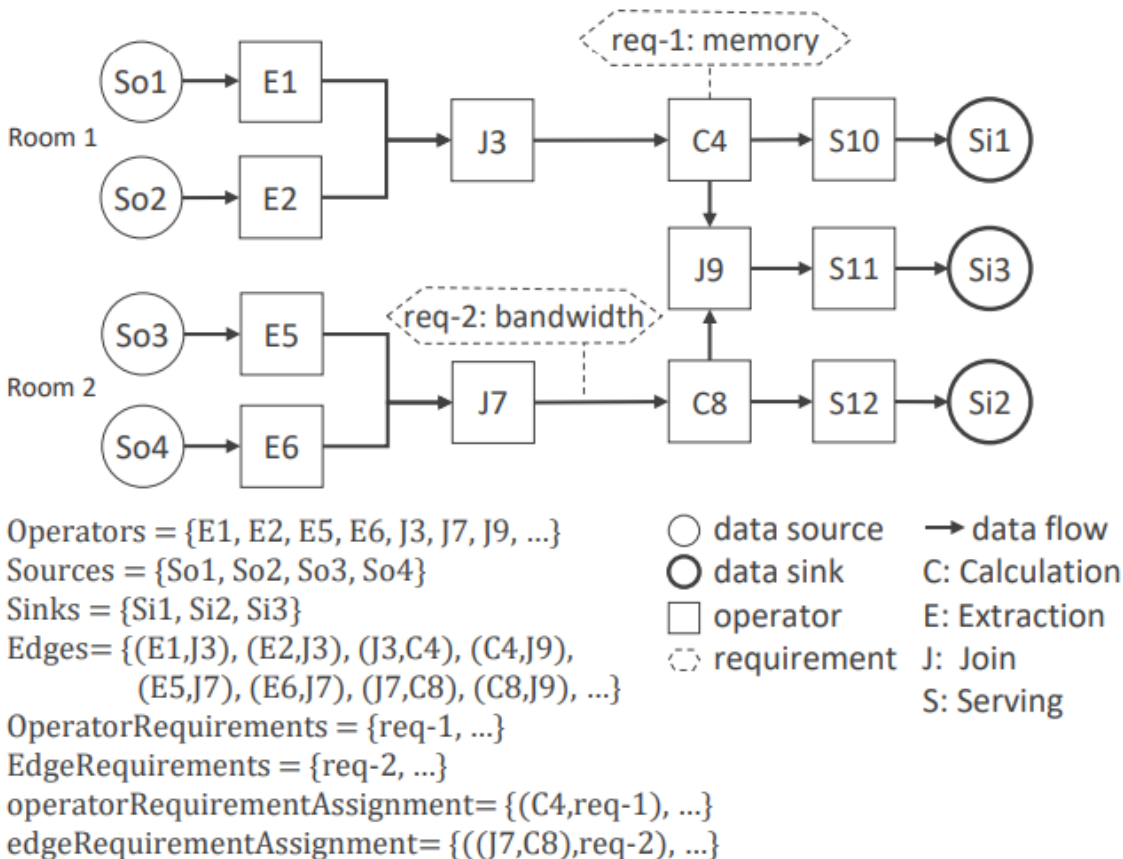 req-1: memory
So1 E1
Room 1
J3 C4 S10 Si1
So2 E2
J9 S11 Si3
So3 E5
req-2: bandwidth
Room 2
J7 C8 S12 Si2
So4 E6
Operators = {E1, E2, E5, E6, J3, J7, J9, ...}
Sources = {So1, So2, So3, So4}
Sinks = {Si1, Si2, Si3}
Edges= {(E1,J3), (E2,J3), (J3,C4), (C4,J9),
(E5,J7), (E6,J7), (J7,C8), (C8,J9), ...}
OperatorRequirements = {req-1, ...}
EdgeRequirements = {req-2, ...}
operatorRequirementAssignment= {(C4,req-1), ...}
edgeRequirementAssignment= {((J7,C8),req-2), ...}
data source
data sink
operator
requirement
data flow
C: Calculation
E: Extraction
J: Join
S: Serving